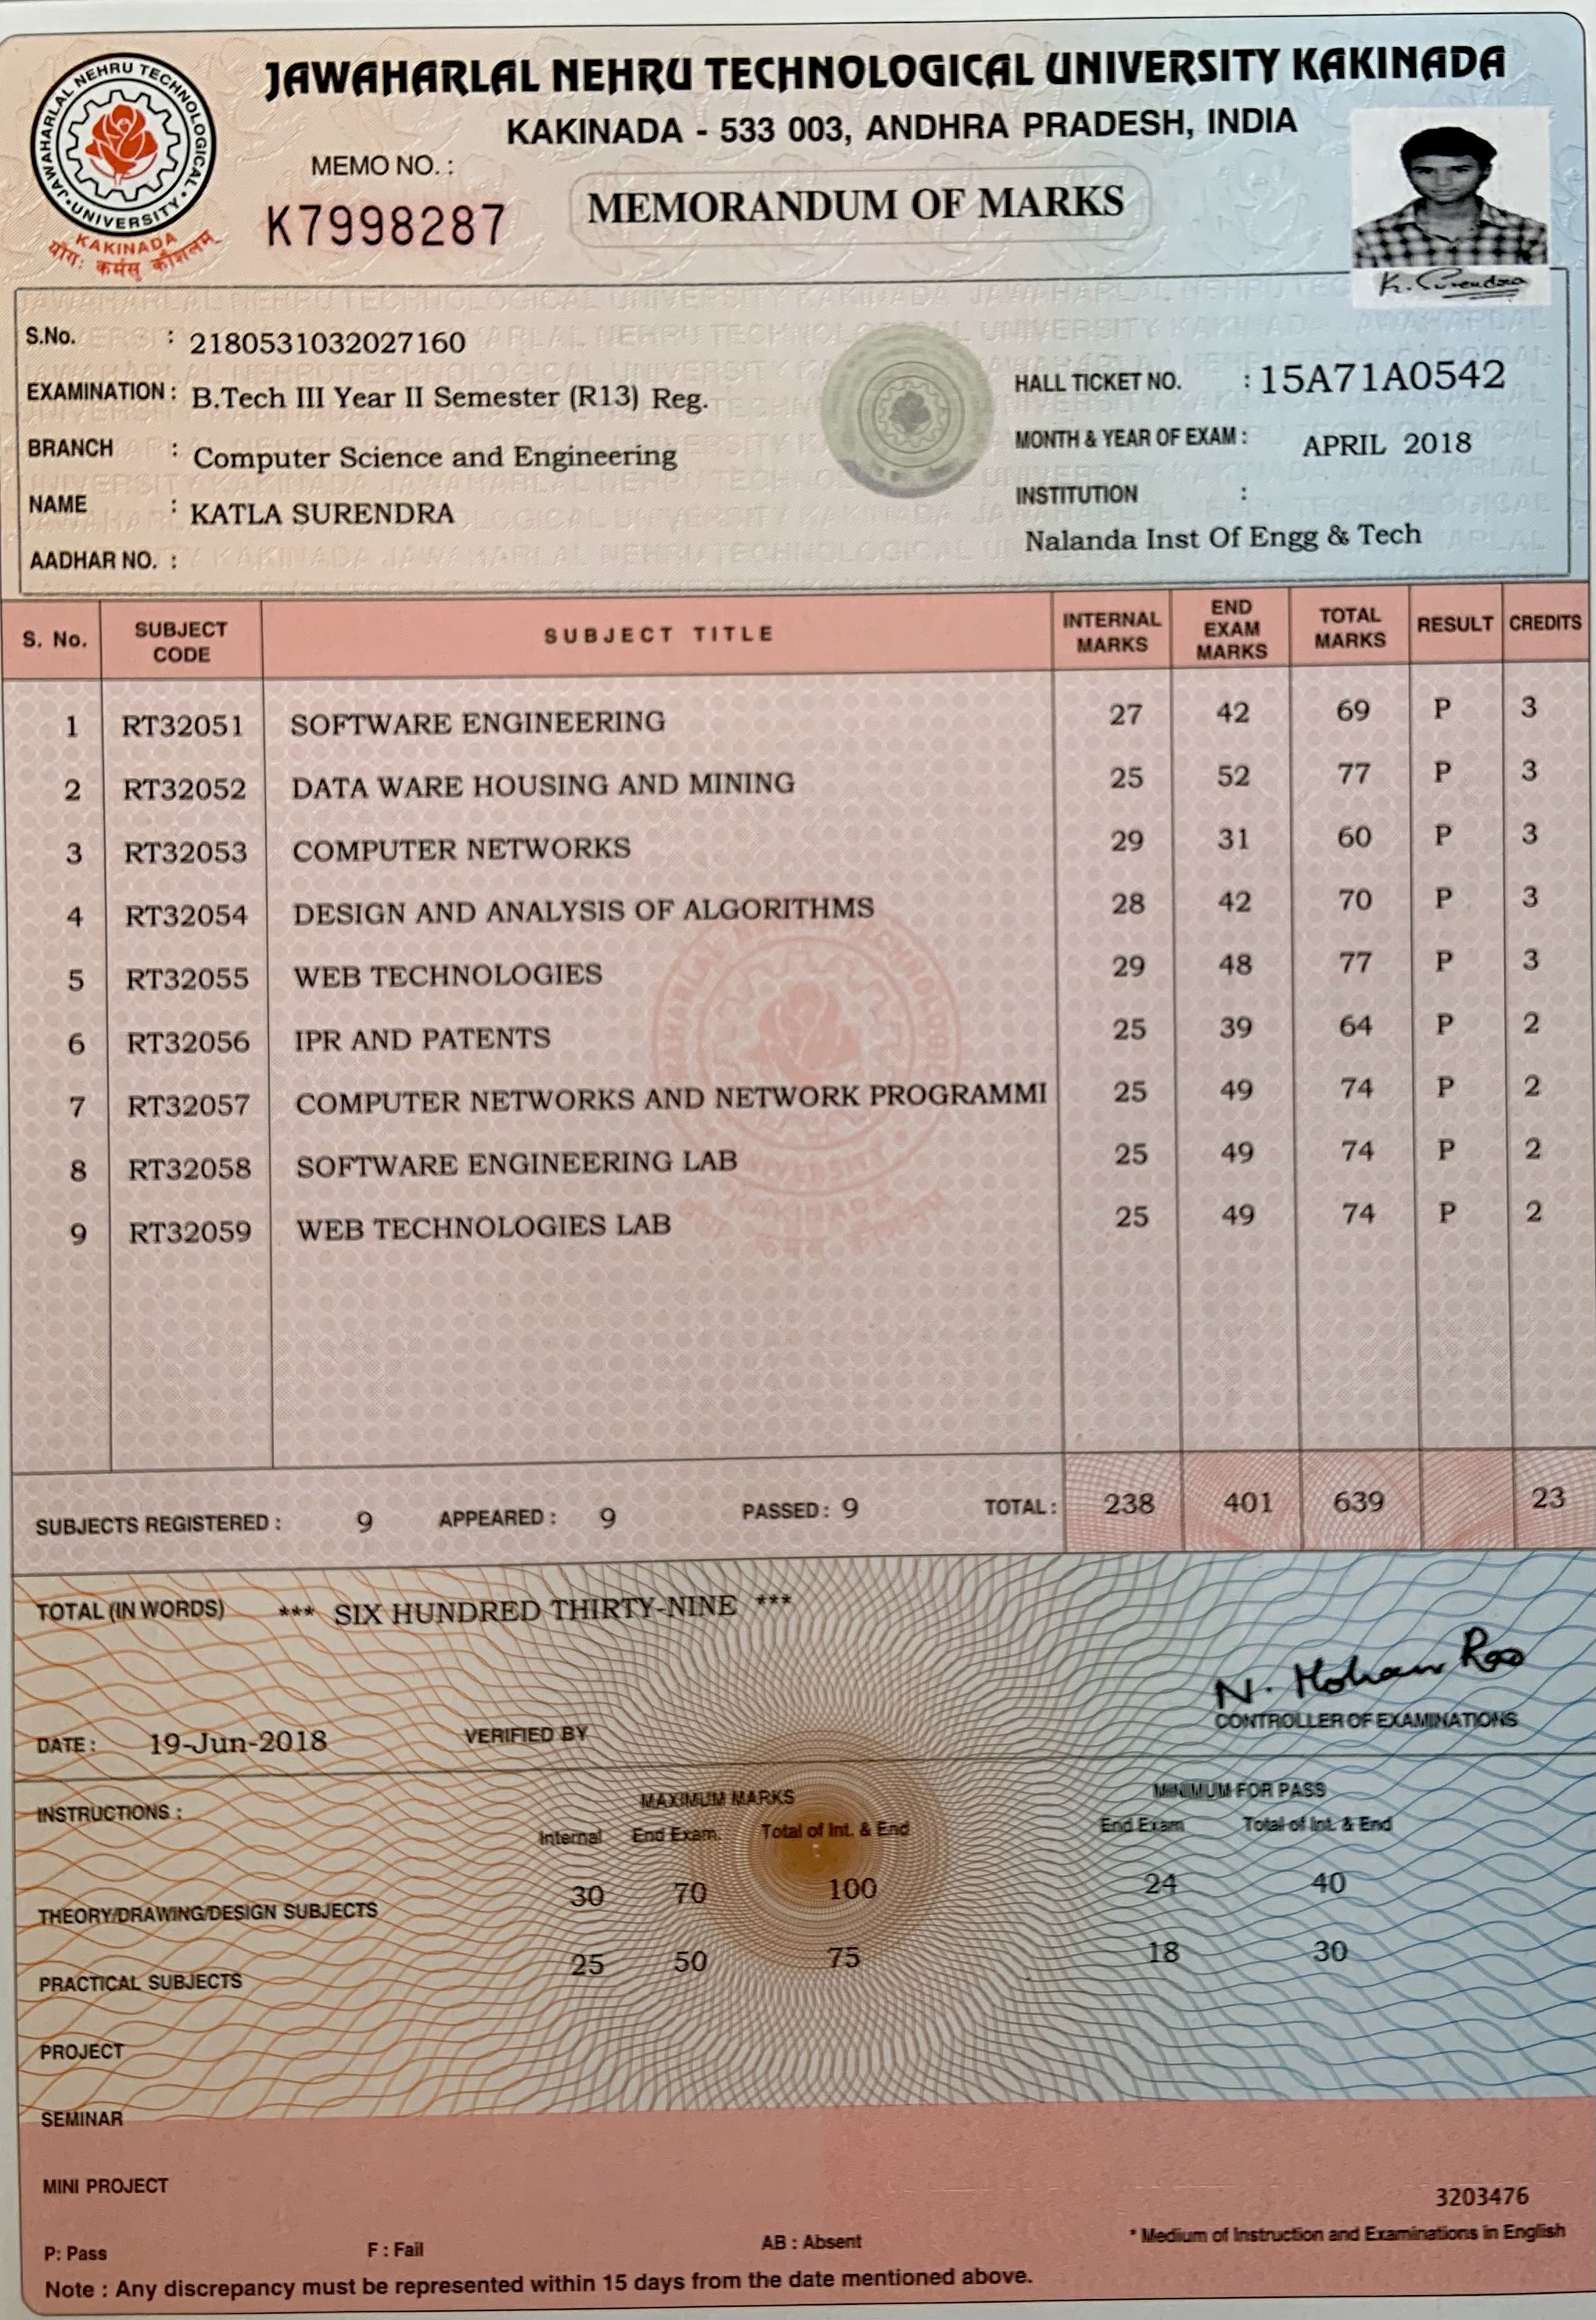 JAWAHARLAL NEHRU TECHNOLOGICAL UNIVERSITY KAKINADA
KAKINADA - 533 003, ANDHRA PRADESH, INDIA
JAWAHARLAL NEHRU TECHNOLOGICAL UNIVERSITY
KAKINADA
योगः कर्मसु कौशलम्
MEMO NO. :
K7998287
MEMORANDUM OF MARKS
K. Surendra
S.No. : 2180531032027160
EXAMINATION : B.Tech III Year II Semester (R13) Reg.
BRANCH : Computer Science and Engineering
NAME : KATLA SURENDRA
AADHAR NO. :
HALL TICKET NO. : 15A71A0542
MONTH & YEAR OF EXAM : APRIL 2018
INSTITUTION :
Nalanda Inst Of Engg & Tech
S. No. SUBJECT CODE SUBJECT TITLE INTERNAL MARKS END EXAM MARKS TOTAL MARKS RESULT CREDITS
1 RT32051 SOFTWARE ENGINEERING 27 42 69 P 3
2 RT32052 DATA WARE HOUSING AND MINING 25 52 77 P 3
3 RT32053 COMPUTER NETWORKS 29 31 60 P 3
4 RT32054 DESIGN AND ANALYSIS OF ALGORITHMS 28 42 70 P 3
5 RT32055 WEB TECHNOLOGIES 29 48 77 P 3
6 RT32056 IPR AND PATENTS 25 39 64 P 2
7 RT32057 COMPUTER NETWORKS AND NETWORK PROGRAMMI 25 49 74 P 2
8 RT32058 SOFTWARE ENGINEERING LAB 25 49 74 P 2
9 RT32059 WEB TECHNOLOGIES LAB 25 49 74 P 2
SUBJECTS REGISTERED : 9 APPEARED : 9 PASSED : 9 TOTAL : 238 401 639 23
TOTAL (IN WORDS) *** SIX HUNDRED THIRTY-NINE ***
N. Mohan Rao
CONTROLLER OF EXAMINATIONS
DATE : 19-Jun-2018 VERIFIED BY
INSTRUCTIONS : MAXIMUM MARKS MINIMUM FOR PASS
Internal End Exam. Total of Int. & End End Exam Total of Int. & End
THEORY/DRAWING/DESIGN SUBJECTS 30 70 100 24 40
PRACTICAL SUBJECTS 25 50 75 18 30
PROJECT
SEMINAR
MINI PROJECT
3203476
P: Pass F : Fail AB : Absent * Medium of Instruction and Examinations in English
Note : Any discrepancy must be represented within 15 days from the date mentioned above.